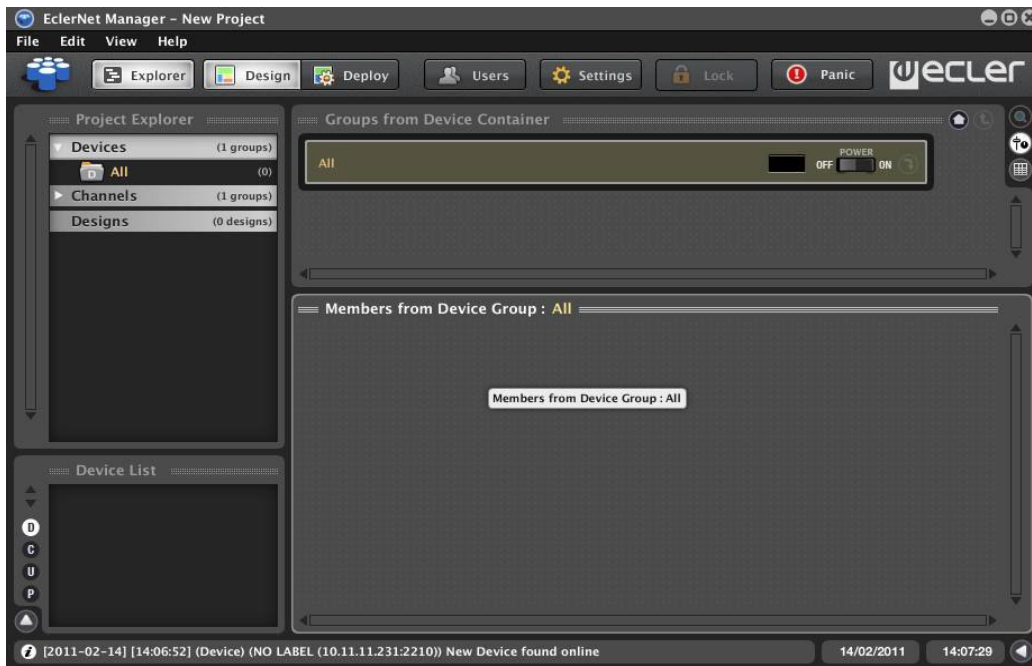 EclerNet Manager – New Project
File Edit View Help
Explorer Design Deploy Users Settings Lock Panic ecler
Project Explorer
Devices (1 groups)
D All (0)
Channels (1 groups)
Designs (0 designs)
Groups from Device Container
All POWER OFF ON
Members from Device Group : All
Members from Device Group : All
Device List
D
C
U
P
[2011-02-14] [14:06:52] (Device) (NO LABEL (10.11.11.231:2210)) New Device found online 14/02/2011 14:07:29